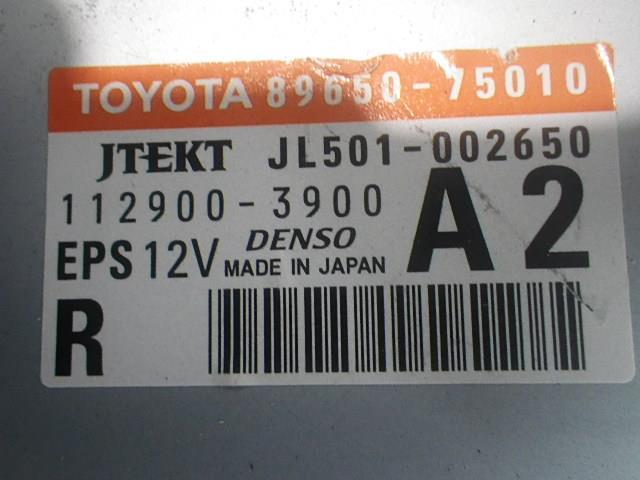 TOYOTA 89650-75010
JTEKT JL501-002650
112900-3900
A2
EPS 12V DENSO
MADE IN JAPAN
R